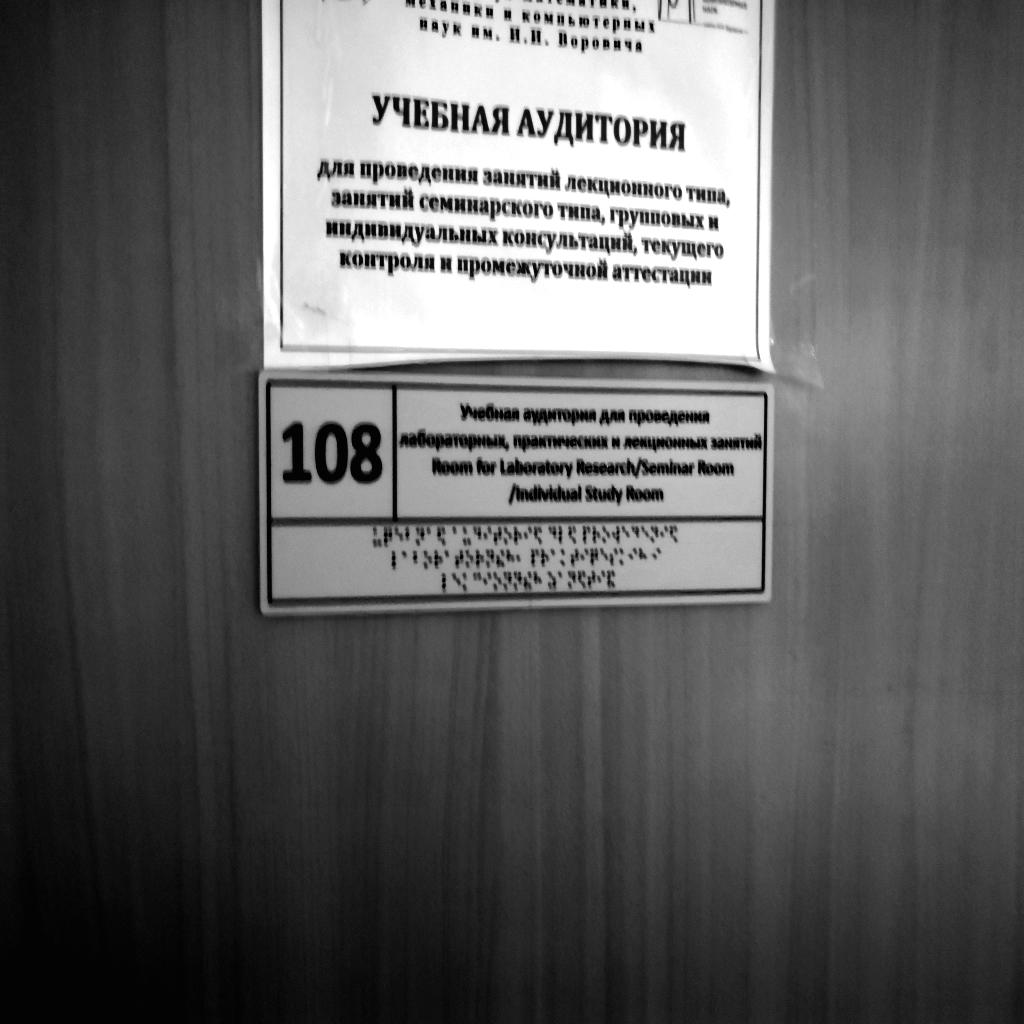 механики и компьютерных
наук им. И.И. Воровича
УЧЕБНАЯ АУДИТОРИЯ
для проведения занятий лекционного типа,
занятий семинарского типа, групповых и
индивидуальных консультаций, текущего
контроля и промежуточной аттестации
108
Учебная аудитория для проведения
лабораторных, практических и лекционных занятий
Room for Laboratory Research/Seminar Room
/Individual Study Room